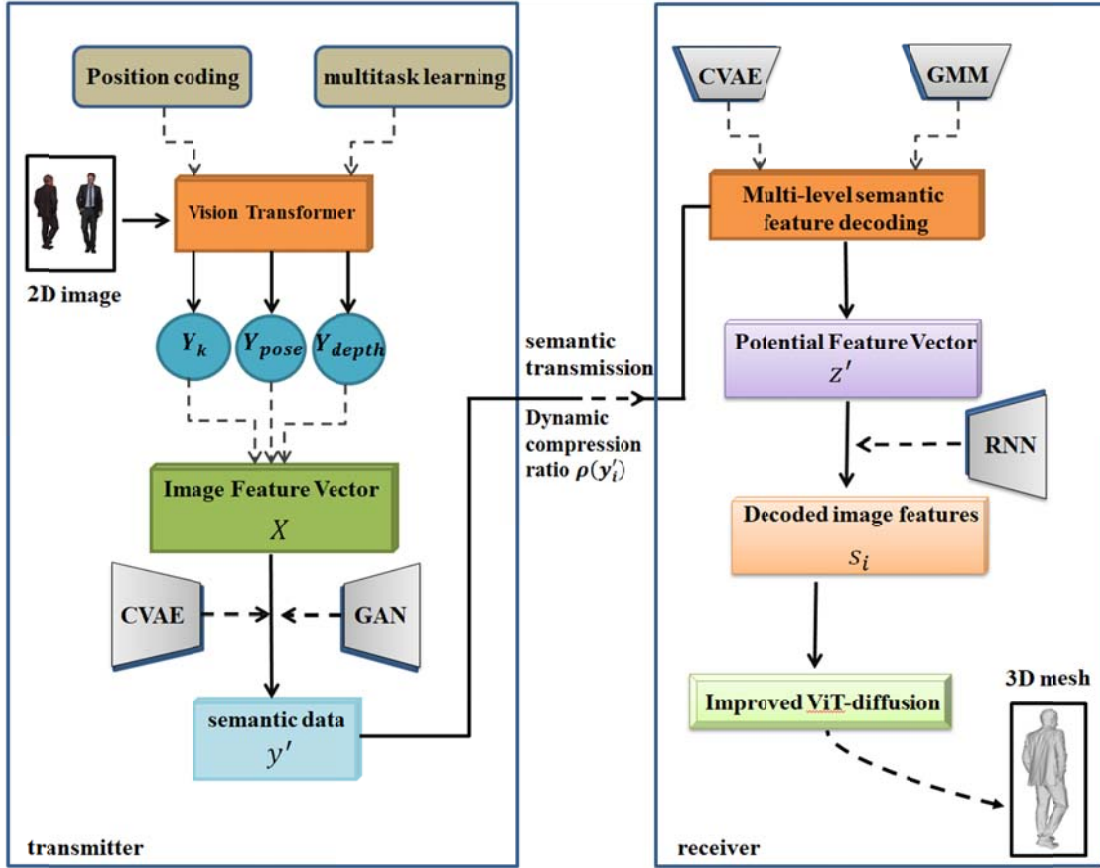 Position coding
multitask learning
Vision Transformer
2D image
Y_k
Y_pose
Y_depth
Image Feature Vector
X
CVAE
GAN
semantic data
y′
transmitter
semantic
transmission
Dynamic
compression
ratio ρ(y′_i)
CVAE
GMM
Multi-level semantic
feature decoding
Potential Feature Vector
z′
RNN
Decoded image features
s_i
Improved ViT-diffusion
3D mesh
receiver